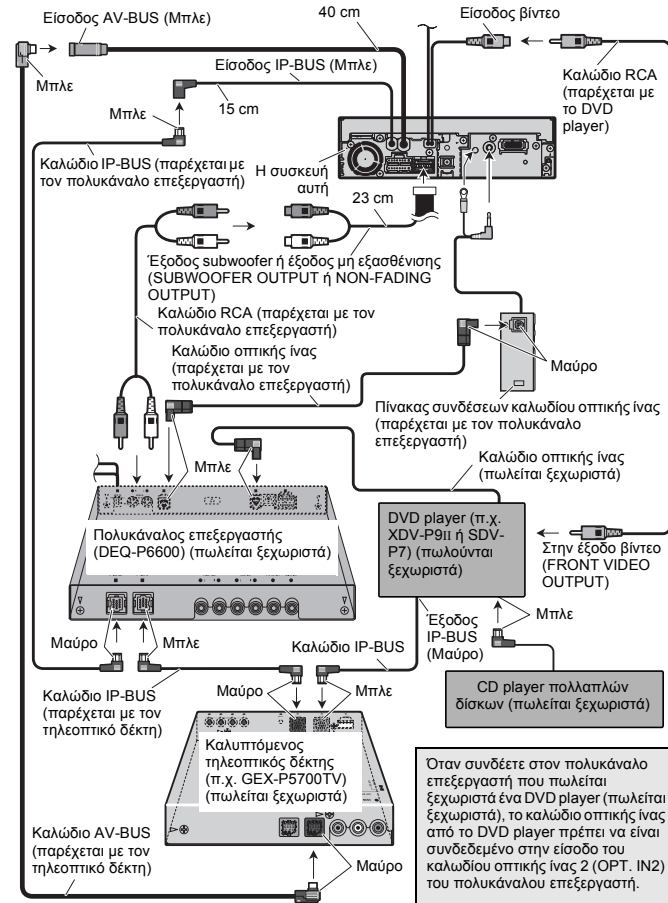 Είσοδος AV-BUS (Μπλε)
40 cm
Είσοδος βίντεο
Μπλε
Είσοδος IP-BUS (Μπλε)
Μπλε
15 cm
Καλώδιο RCA
(παρέχεται με
το DVD
player)
Καλώδιο IP-BUS (παρέχεται με
τον πολυκάναλο επεξεργαστή)
Η συσκευή
αυτή
23 cm
Έξοδος subwoofer ή έξοδος μη εξασθένισης
(SUBWOOFER OUTPUT ή NON-FADING
OUTPUT)
Καλώδιο RCA (παρέχεται με τον
πολυκάναλο επεξεργαστή)
Καλώδιο οπτικής ίνας
(παρέχεται με τον
πολυκάναλο επεξεργαστή)
Μαύρο
Πίνακας συνδέσεων καλωδίου οπτικής ίνας
(παρέχεται με τον πολυκάναλο
επεξεργαστή)
Μπλε
Καλώδιο οπτικής ίνας
(πωλείται ξεχωριστά)
Πολυκάναλος επεξεργαστής
(DEQ-P6600) (πωλείται ξεχωριστά)
DVD player (π.χ.
XDV-P9II ή SDV-
P7) (πωλούνται
ξεχωριστά)
Στην έξοδο βίντεο
(FRONT VIDEO
OUTPUT)
Μαύρο
Μπλε
Καλώδιο IP-BUS
Έξοδος
IP-BUS
(Μαύρο)
Μπλε
Καλώδιο IP-BUS
(παρέχεται με τον
τηλεοπτικό δέκτη)
Μαύρο
Μπλε
CD player πολλαπλών
δίσκων (πωλείται ξεχωριστά)
Καλυπτόμενος
τηλεοπτικός δέκτης
(π.χ. GEX-P5700TV)
(πωλείται ξεχωριστά)
Καλώδιο AV-BUS
(παρέχεται με τον
τηλεοπτικό δέκτη)
Μαύρο
Όταν συνδέετε στον πολυκάναλο
επεξεργαστή που πωλείται
ξεχωριστά ένα DVD player (πωλείται
ξεχωριστά), το καλώδιο οπτικής ίνας
από το DVD player πρέπει να είναι
συνδεδεμένο στην είσοδο του
καλωδίου οπτικής ίνας 2 (OPT. IN2)
του πολυκάναλου επεξεργαστή.